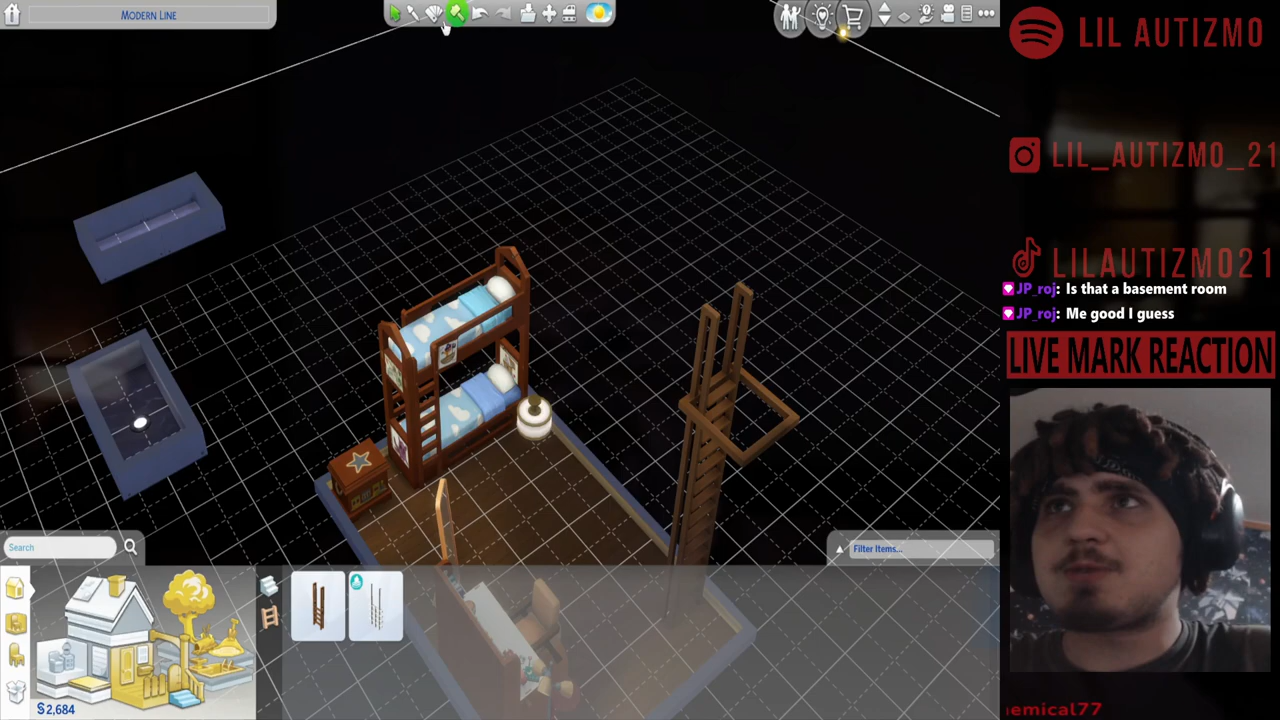 MODERN LINE
LIL AUTIZMO
LIL_AUTIZMO_21
LILAUTIZMO21
JP_roj: Is that a basement room
JP_roj: Me good I guess
LIVE MARK REACTION
Search
Filter Items...
$2,684
emical77